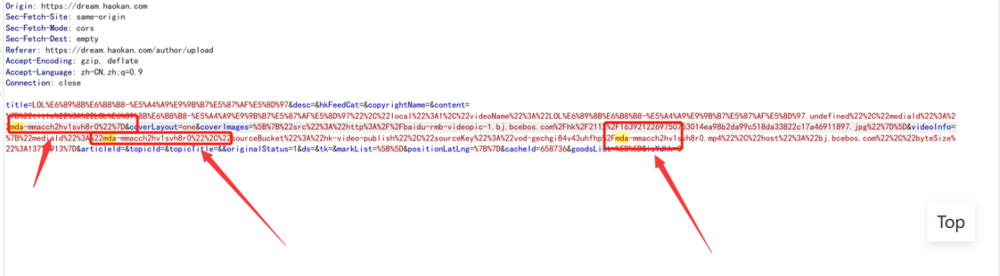 Origin: https://dream.haokan.com
Sec-Fetch-Site: same-origin
Sec-Fetch-Mode: cors
Sec-Fetch-Dest: empty
Referer: https://dream.haokan.com/author/upload
Accept-Encoding: gzip, deflate
Accept-Language: zh-CN,zh;q=0.9
Connection: close
title=LOL%E6%89%8B%E6%B8%B8-%E5%A4%A9%E9%9B%B7%E5%87%AF%E5%8D%97&desc=&hkFeedCat=&copyrightName=&content=
%7B%22title%22%3A%22LOL%E6%89%8B%E6%B8%B8-%E5%A4%A9%E9%9B%B7%E5%87%AF%E5%8D%97%22%2C%22local%22%3A1%2C%22videoName%22%3A%22LOL%E6%89%8B%E6%B8%B8-%E5%A4%A9%E9%9B%B7%E5%87%AF%E5%8D%97.undefined%22%2C%22mediaId%22%3A%2
2mda-mmacch2hv1svh8r0%22%7D&coverLayout=one&coverImages=%5B%7B%22src%22%3A%22http%3A%2F%2Fbaidu-rmb-videopic-1.bj.bcebos.com%2Fhk%2F2112%2F.jpg%22%7D%5D&videoInfo=
%7B%22mediaId%22%3A%22mda-mmacch2hv1svh8r0%22%2C%22sourceBucket%22%3A%22hk-video-publish%22%2C%22sourceKey%22%3A%22vod-gechgi84v43uhfhp%2Fmda-mmacch2hv1svh8r0.mp4%22%2C%22host%22%3A%22bj.bcebos.com%22%2C%22byteSize%
&articleId=&topicId=&topicTitle=&&originalStatus=1&ds=&tk=&markList=%5B%5D&positionLatLng=%7B%7D&cacheId=658736&goodsList
Top